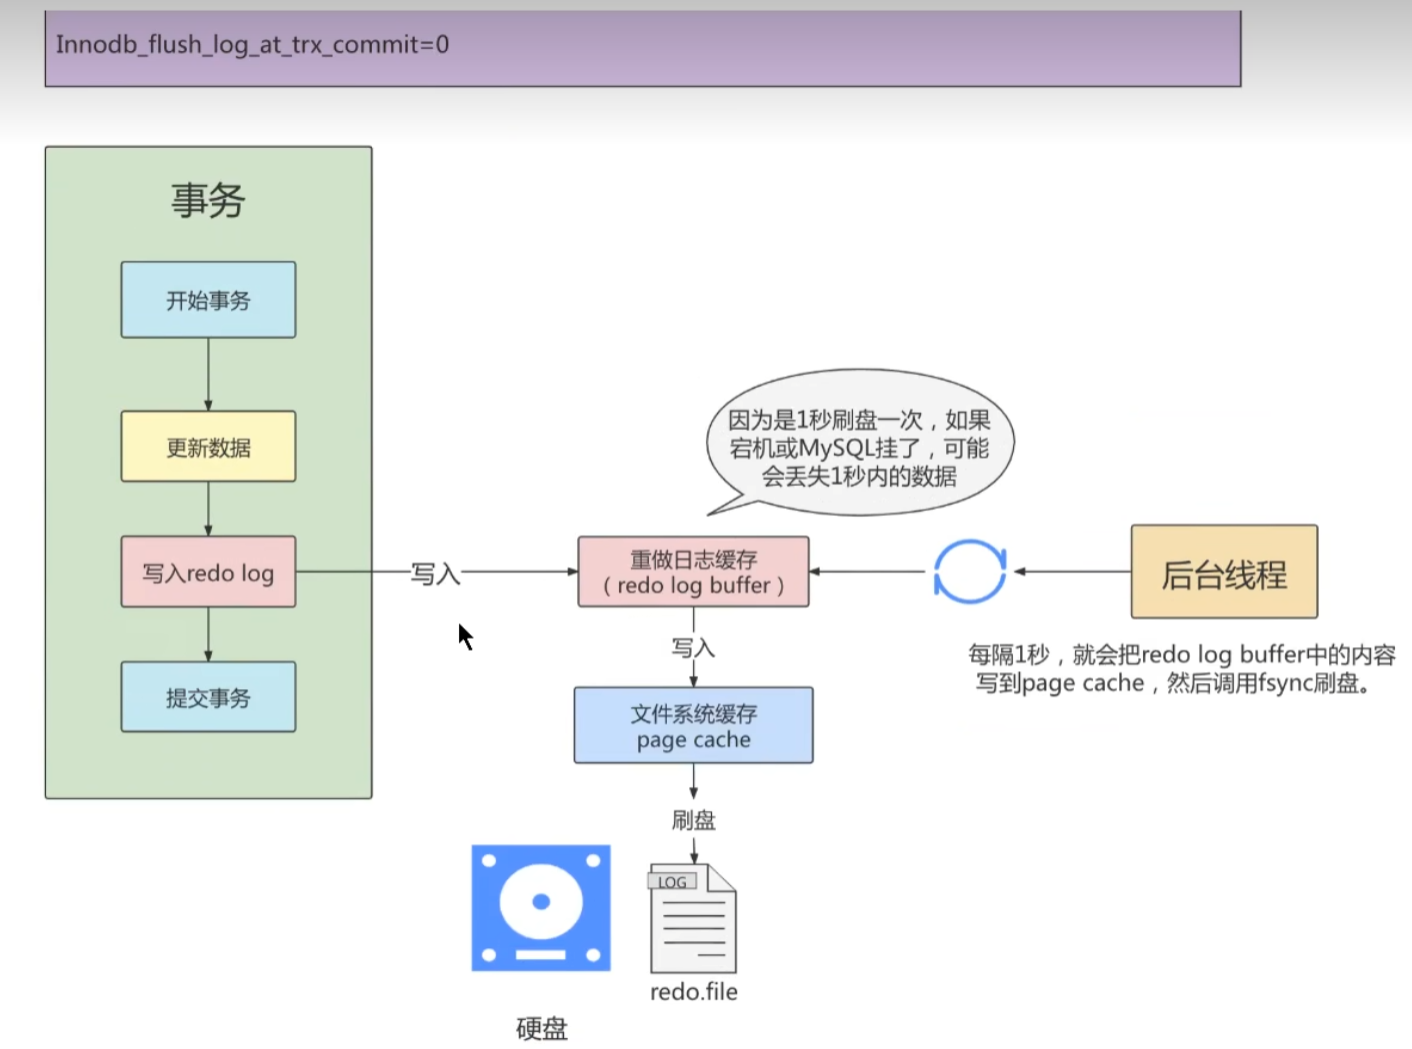 Innodb_flush_log_at_trx_commit=0
事务
开始事务
更新数据
写入redo log
提交事务
写入
因为是1秒刷盘一次，如果
宕机或MySQL挂了，可能
会丢失1秒内的数据
重做日志缓存
（redo log buffer）
后台线程
每隔1秒，就会把redo log buffer中的内容
写到page cache，然后调用fsync刷盘。
写入
文件系统缓存
page cache
刷盘
LOG
redo.file
硬盘